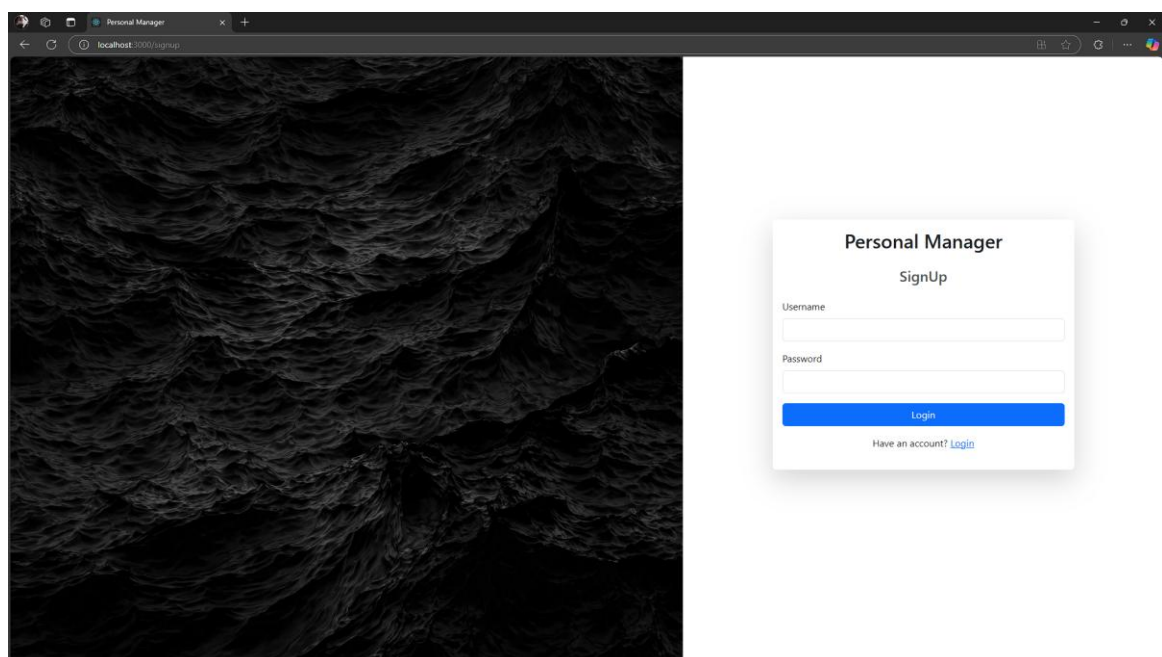 Personal Manager
localhost:3000/signup
Personal Manager
SignUp
Username
Password
Login
Have an account? Login